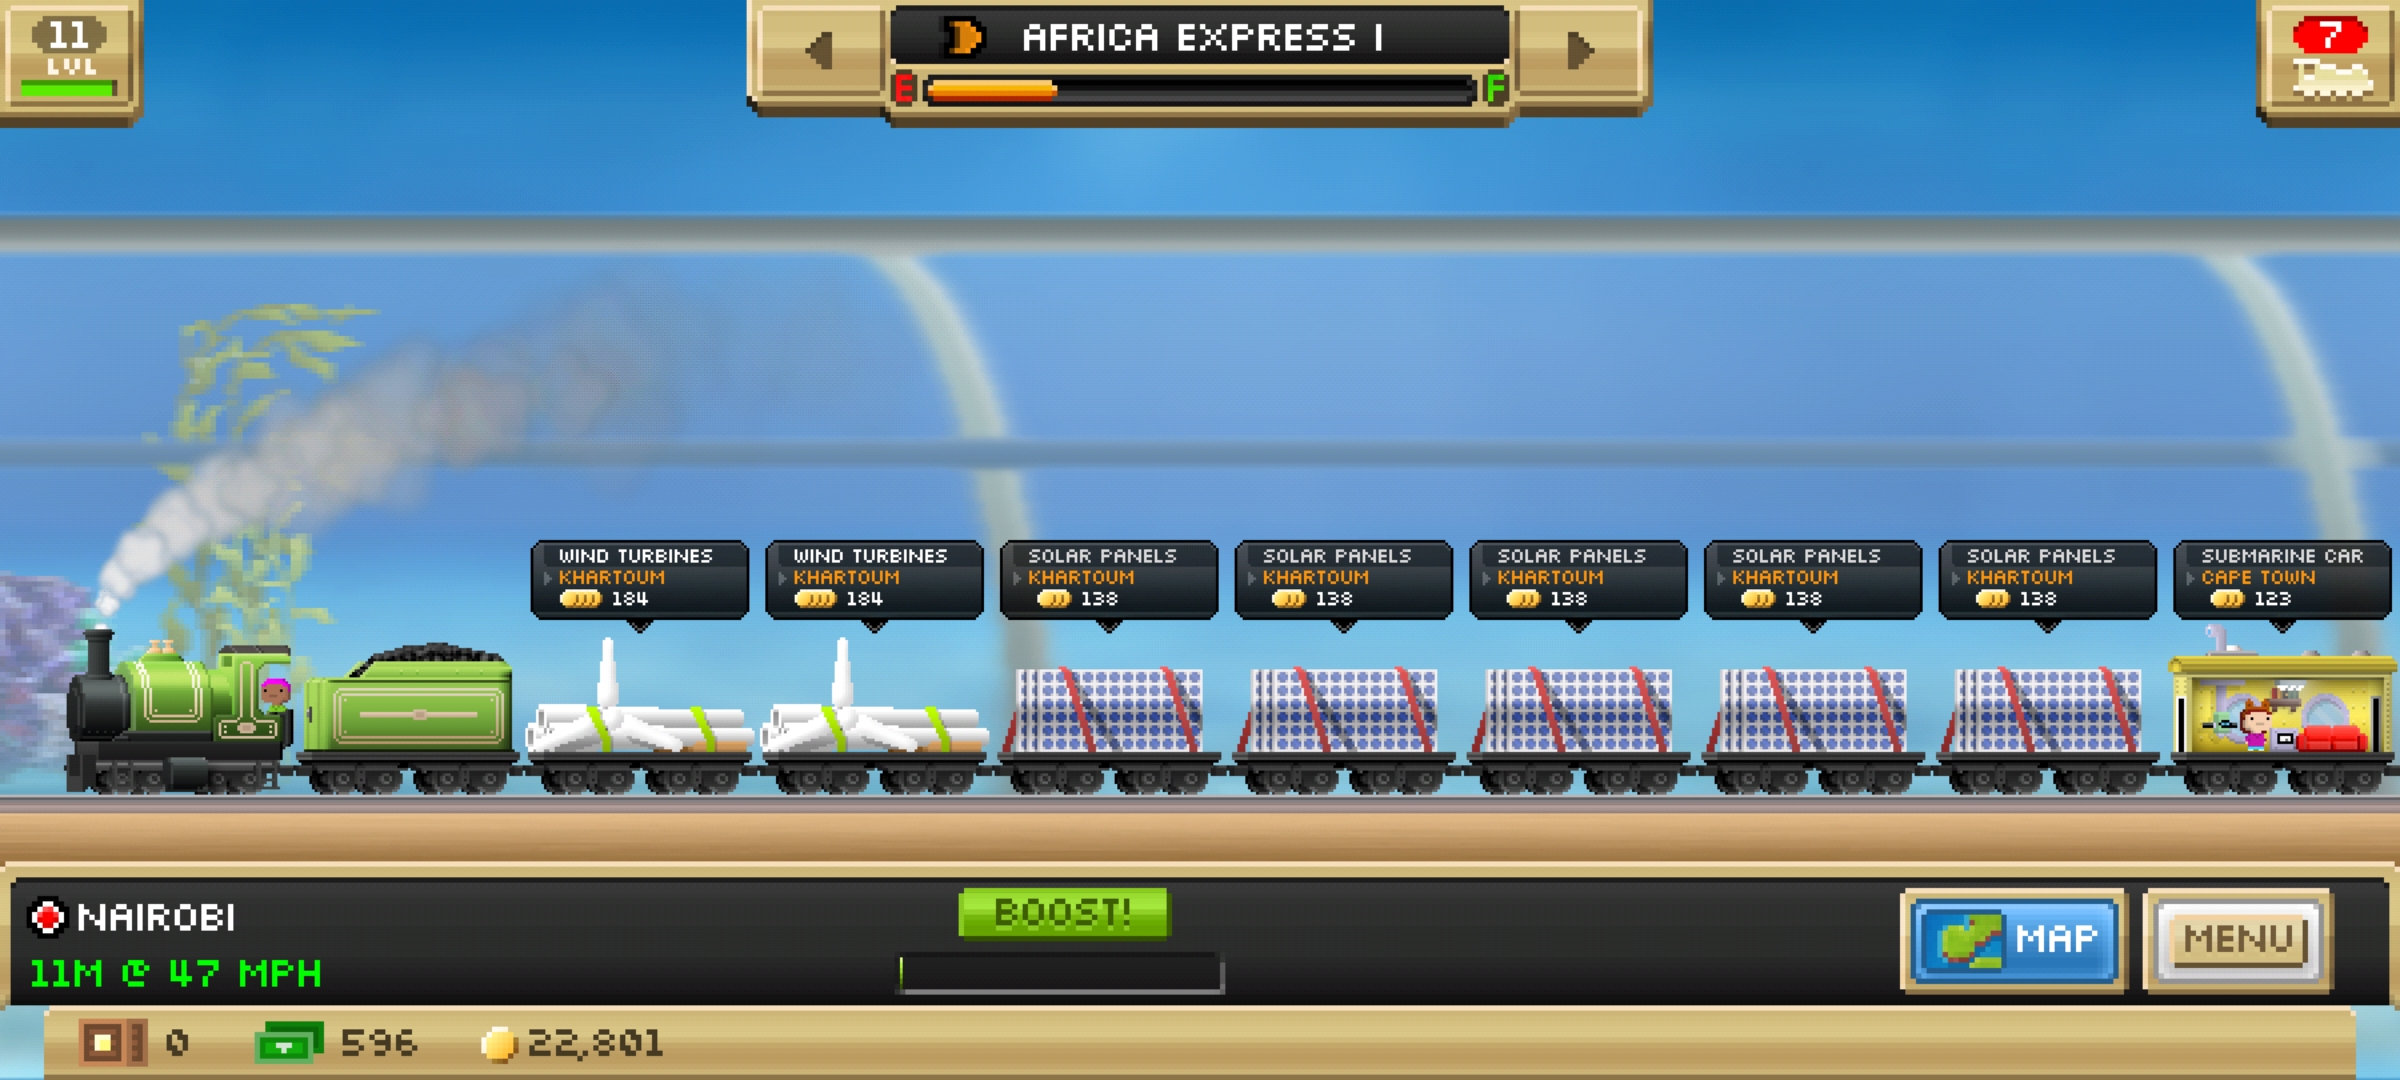 11
LVL
AFRICA EXPRESS I
E
F
7
WIND TURBINES
KHARTOUM
184
WIND TURBINES
KHARTOUM
184
SOLAR PANELS
KHARTOUM
138
SOLAR PANELS
KHARTOUM
138
SOLAR PANELS
KHARTOUM
138
SOLAR PANELS
KHARTOUM
138
SOLAR PANELS
KHARTOUM
138
SUBMARINE CAR
CAPE TOWN
123
NAIROBI
11M @ 47 MPH
BOOST!
MAP
MENU
0
596
22,801